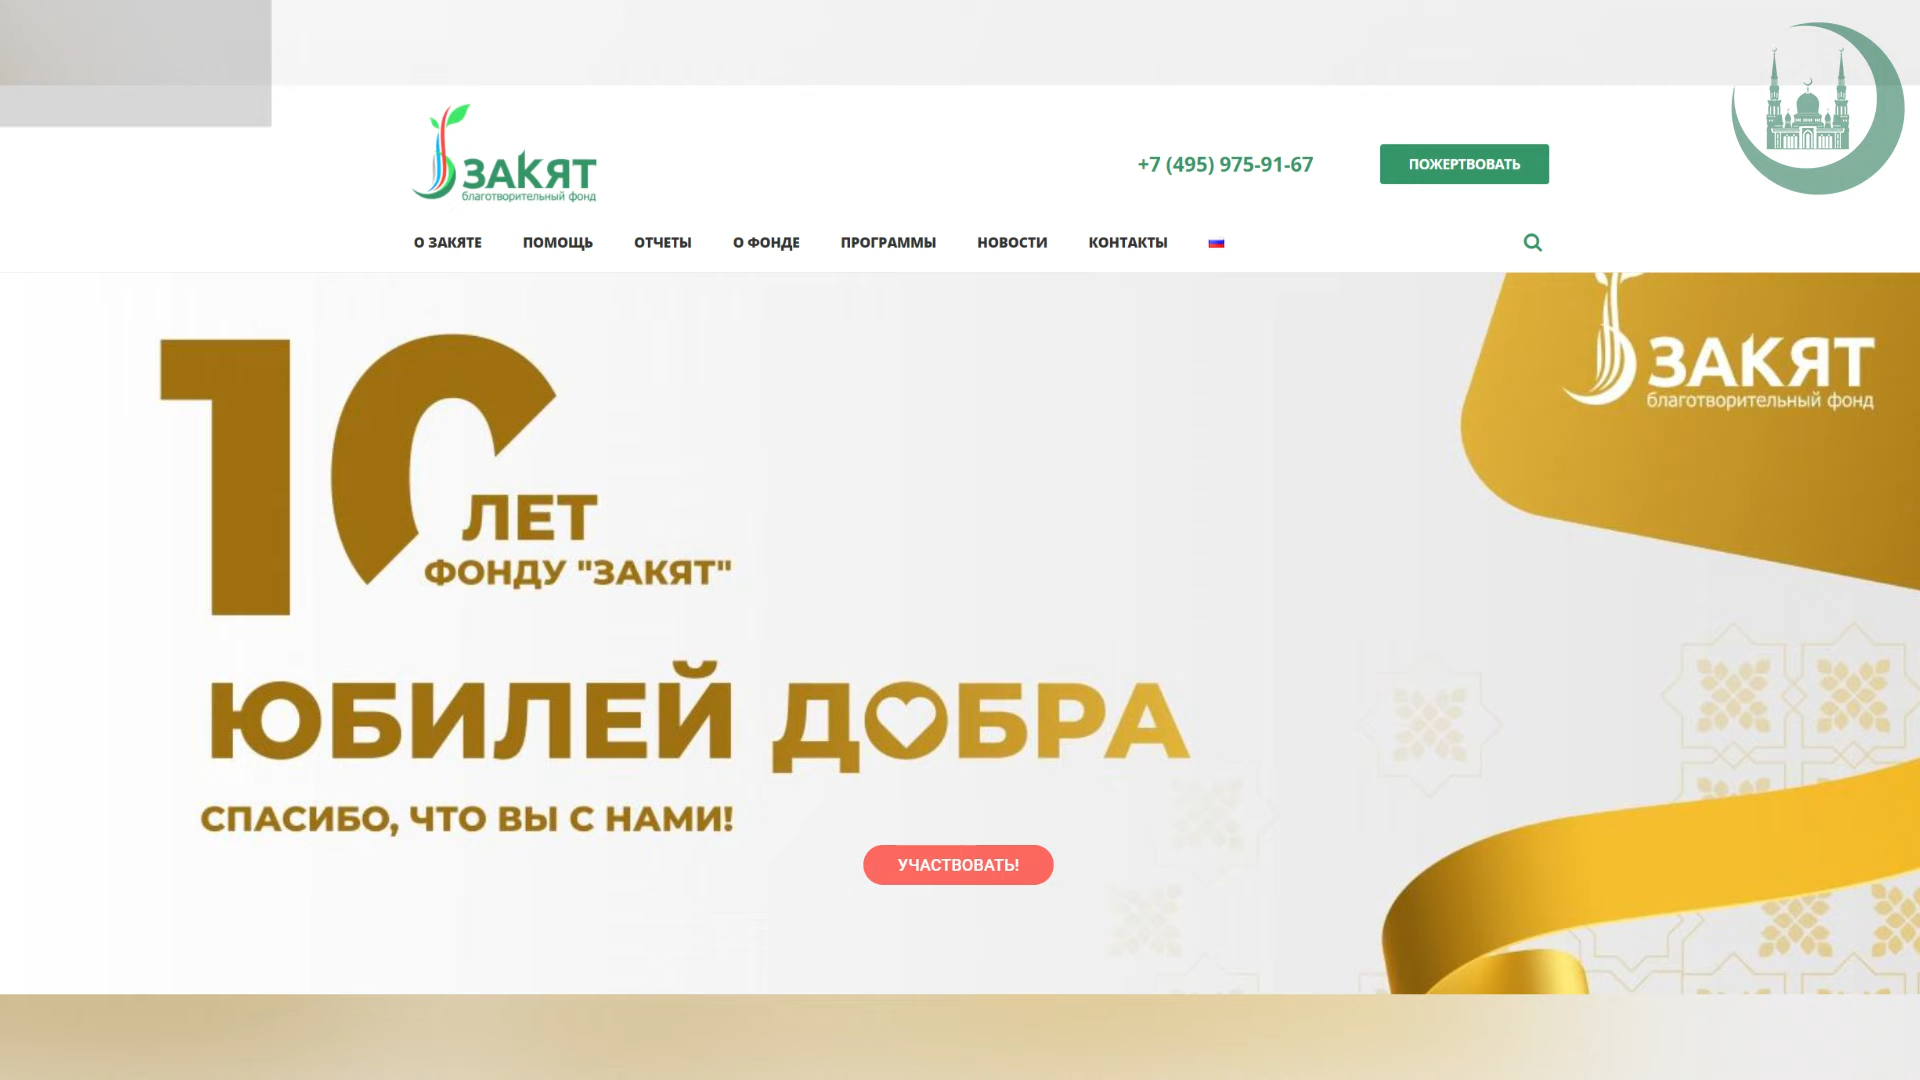 ЗАКЯТ
благотворительный фонд
+7 (495) 975-91-67
ПОЖЕРТВОВАТЬ
О ЗАКЯТЕ ПОМОЩЬ ОТЧЕТЫ О ФОНДЕ ПРОГРАММЫ НОВОСТИ КОНТАКТЫ
ЗАКЯТ
благотворительный фонд
10
ЛЕТ
ФОНДУ "ЗАКЯТ"
ЮБИЛЕЙ ДОБРА
СПАСИБО, ЧТО ВЫ С НАМИ!
УЧАСТВОВАТЬ!